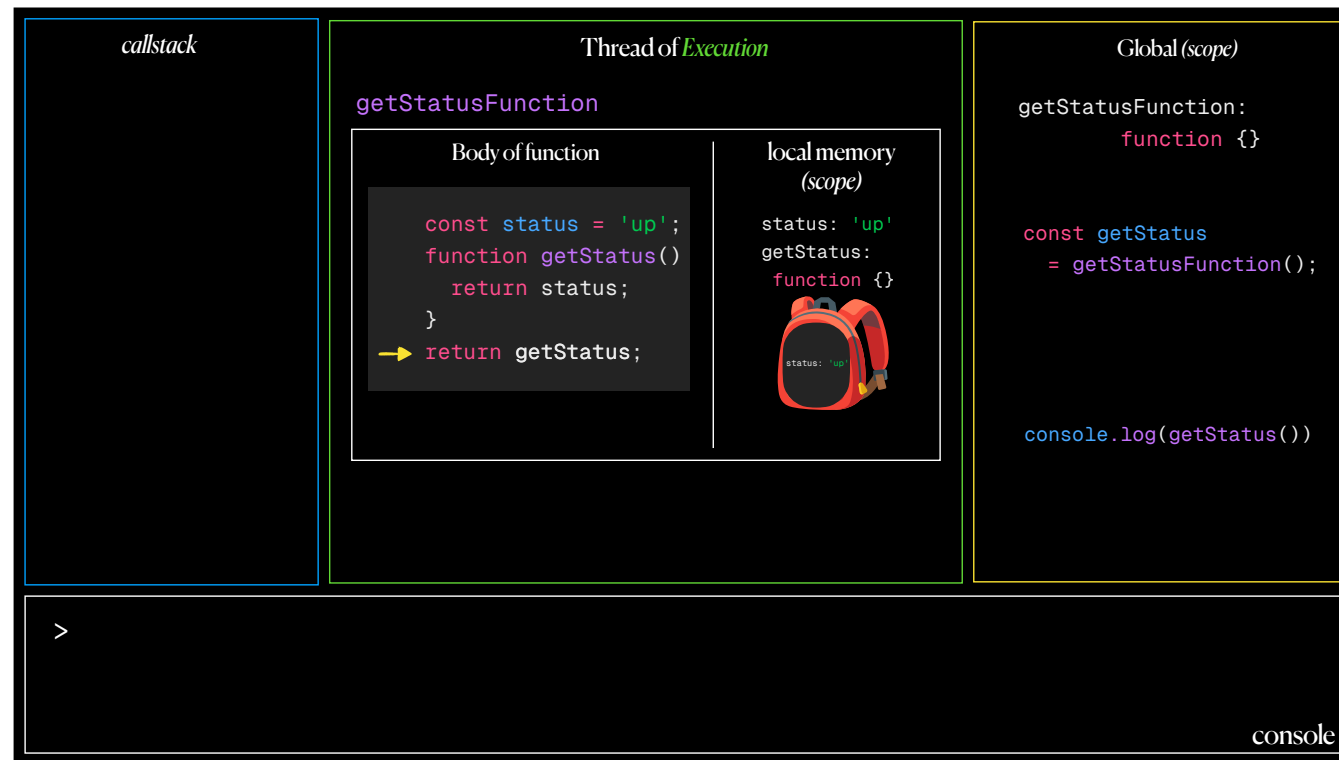 callstack
Thread of Execution
getStatusFunction
Body of function
const status = 'up';
function getStatus()
return status;
}
return getStatus;
local memory
(scope)
status: 'up'
getStatus:
function {}
status: 'up'
Global (scope)
getStatusFunction:
function {}
const getStatus
= getStatusFunction();
console.log(getStatus())
>
console